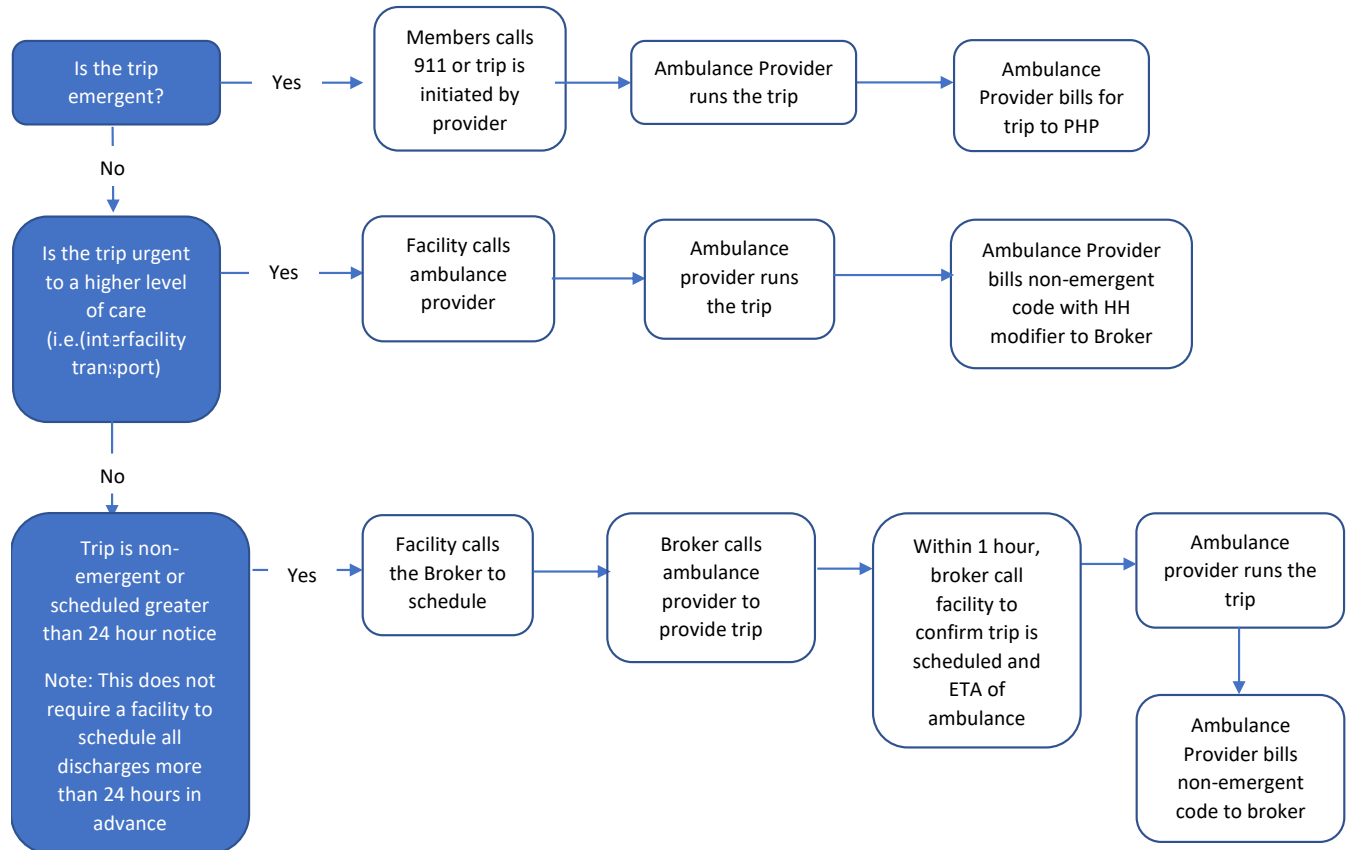 Is the trip
emergent?
Yes
Members calls
911 or trip is
initiated by
provider
Ambulance Provider
runs the trip
Ambulance
Provider bills for
trip to PHP
No
Is the trip urgent
to a higher level
of care
(i.e.(interfacility
transport)
Yes
Facility calls
ambulance
provider
Ambulance
provider runs
the trip
Ambulance Provider
bills non-emergent
code with HH
modifier to Broker
No
Trip is non-
emergent or
scheduled greater
than 24 hour notice
Note: This does not
require a facility to
schedule all
discharges more
than 24 hours in
advance
Yes
Facility calls
the Broker to
schedule
Broker calls
ambulance
provider to
provide trip
Within 1 hour,
broker call
facility to
confirm trip is
scheduled and
ETA of
ambulance
Ambulance
provider runs the
trip
Ambulance
Provider bills
non-emergent
code to broker